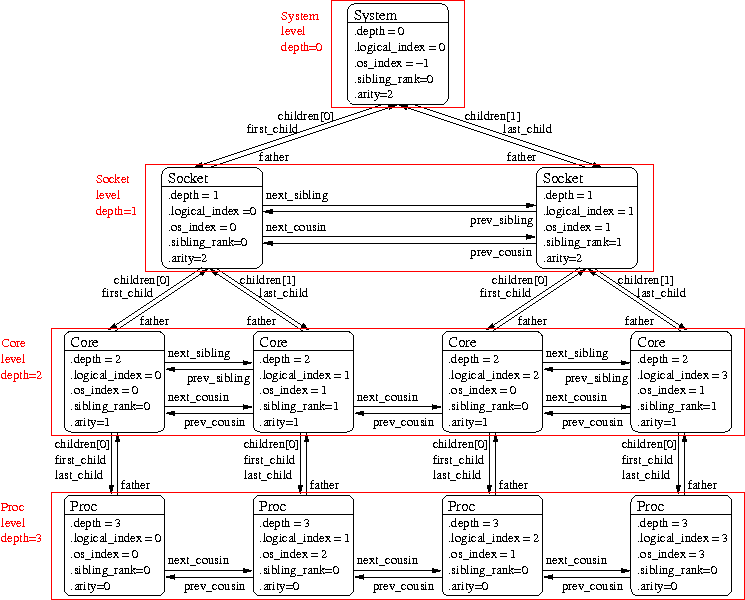 System
level
depth=0
System
.depth = 0
.logical_index = 0
.os_index = −1
.sibling_rank=0
.arity=2
children[0]
first_child
father
children[1]
last_child
father
Socket
level
depth=1
Socket
.depth = 1
.logical_index =0
.os_index = 0
.sibling_rank=0
.arity=2
next_sibling
prev_sibling
next_cousin
prev_cousin
Socket
.depth = 1
.logical_index = 1
.os_index = 1
.sibling_rank=1
.arity=2
children[0]
first_child
father
children[1]
last_child
father
children[0]
first_child
father
children[1]
last_child
father
Core
level
depth=2
Core
.depth = 2
.logical_index = 0
.os_index = 0
.sibling_rank=0
.arity=1
next_sibling
prev_sibling
next_cousin
prev_cousin
Core
.depth = 2
.logical_index = 1
.os_index = 1
.sibling_rank=1
.arity=1
next_cousin
prev_cousin
Core
.depth = 2
.logical_index = 2
.os_index = 0
.sibling_rank=0
.arity=1
next_sibling
prev_sibling
next_cousin
prev_cousin
Core
.depth = 2
.logical_index = 3
.os_index = 1
.sibling_rank=1
.arity=1
children[0]
first_child
last_child
father
children[0]
first_child
last_child
father
children[0]
first_child
last_child
father
children[0]
first_child
last_child
father
Proc
level
depth=3
Proc
.depth = 3
.logical_index = 0
.os_index = 0
.sibling_rank=0
.arity=0
next_cousin
prev_cousin
Proc
.depth = 3
.logical_index = 1
.os_index = 2
.sibling_rank=0
.arity=0
next_cousin
prev_cousin
Proc
.depth = 3
.logical_index = 2
.os_index = 1
.sibling_rank=0
.arity=0
next_cousin
prev_cousin
Proc
.depth = 3
.logical_index = 3
.os_index = 3
.sibling_rank=0
.arity=0